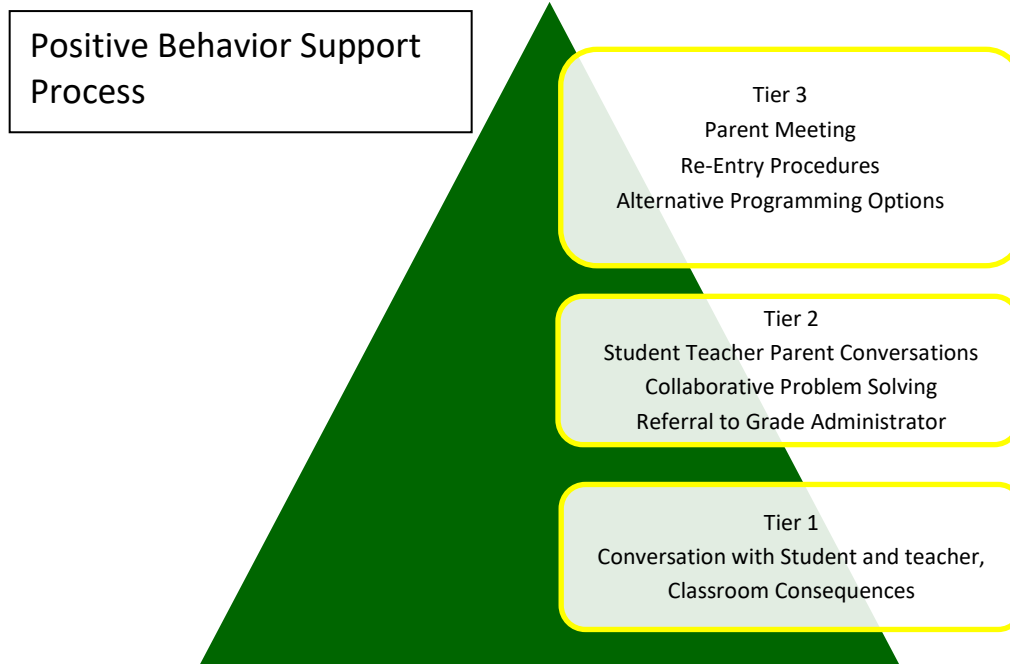 Positive Behavior Support
Process
Tier 3
Parent Meeting
Re-Entry Procedures
Alternative Programming Options
Tier 2
Student Teacher Parent Conversations
Collaborative Problem Solving
Referral to Grade Administrator
Tier 1
Conversation with Student and teacher,
Classroom Consequences